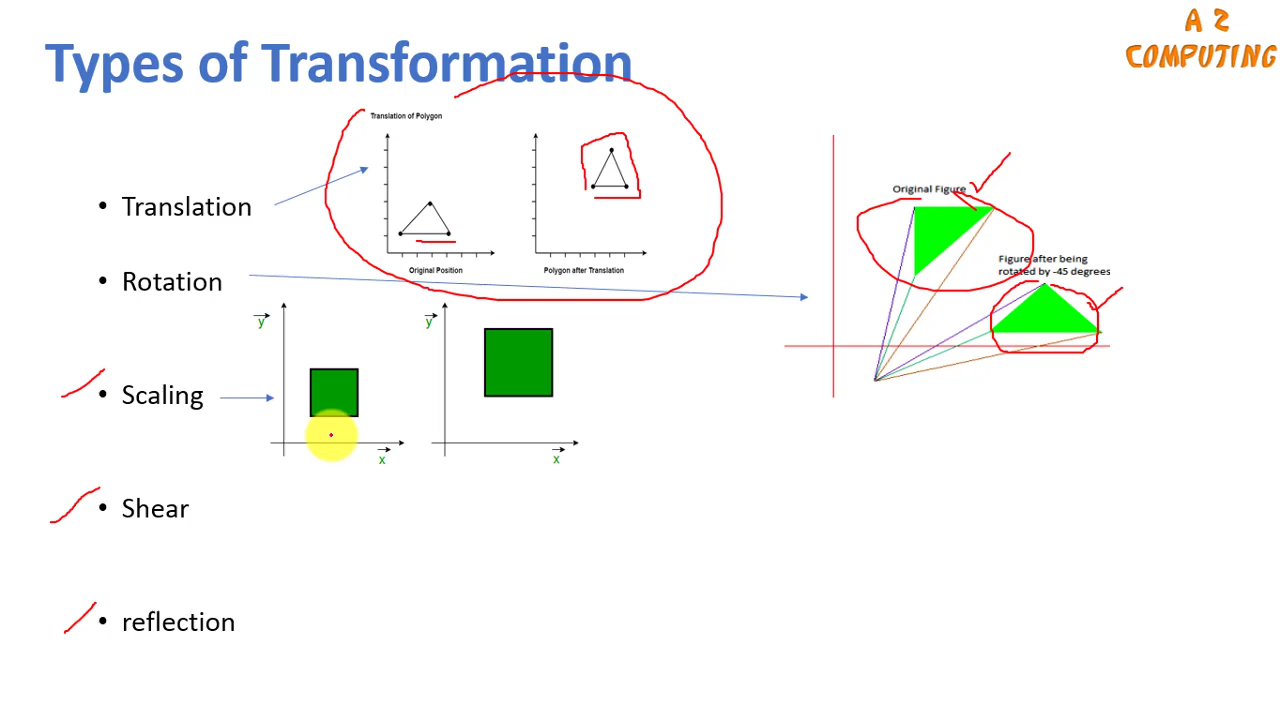 A 2
COMPUTING
Types of Transformation
Translation of Polygon
Original Position
Polygon after Translation
• Translation
• Rotation
Original Figure
Figure after being
rotated by -45 degrees
• Scaling
y
x
y
x
• Shear
• reflection